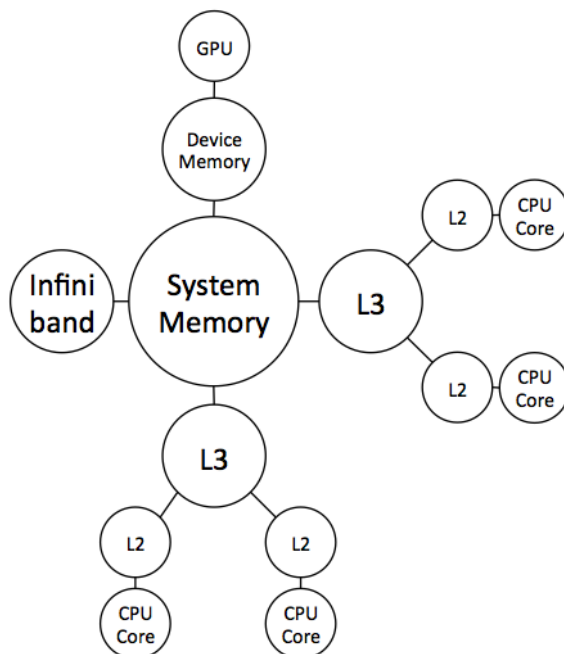 GPU
Device
Memory
L2
CPU
Core
Infini
band
System
Memory
L3
L2
CPU
Core
L3
L2
L2
CPU
Core
CPU
Core